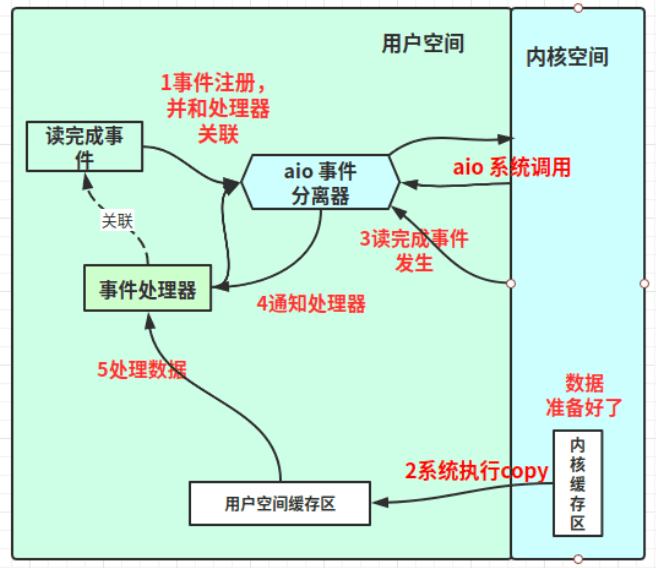 用户空间
内核空间
1事件注册，
并和处理器
关联
读完成事
件
aio 事件
分离器
aio 系统调用
关联
3读完成事件
发生
事件处理器
4通知处理器
5处理数据
数据
准备好了
2系统执行copy
内
核
缓
存
区
用户空间缓存区